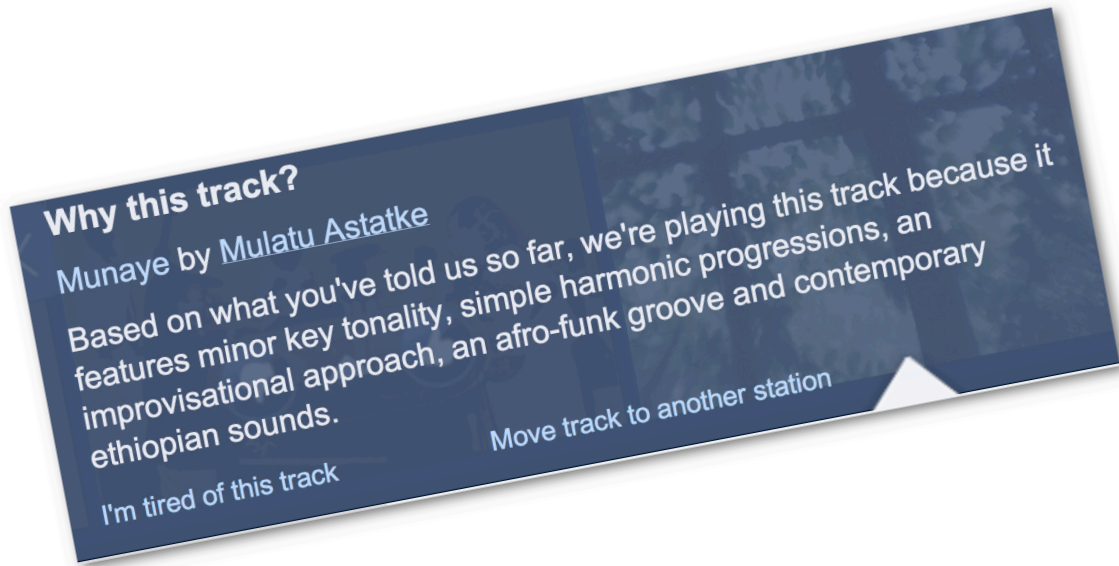 Why this track?
Munaye by Mulatu Astatke
Based on what you've told us so far, we're playing this track because it
features minor key tonality, simple harmonic progressions, an
improvisational approach, an afro-funk groove and contemporary
ethiopian sounds.
I'm tired of this track
Move track to another station